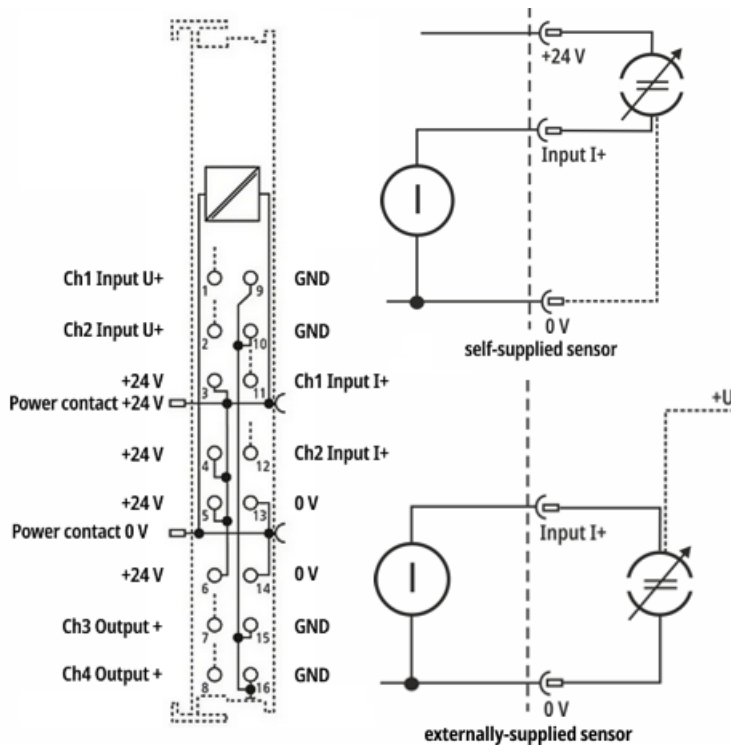 Ch1 Input U+
1
9
GND
Ch2 Input U+
2
10
GND
+24 V
3
11
Ch1 Input I+
Power contact +24 V
+24 V
4
12
Ch2 Input I+
+24 V
5
13
0 V
Power contact 0 V
+24 V
6
14
0 V
Ch3 Output +
7
15
GND
Ch4 Output +
8
16
GND
+24 V
Input I+
I
0 V
self-supplied sensor
+U
Input I+
I
0 V
externally-supplied sensor